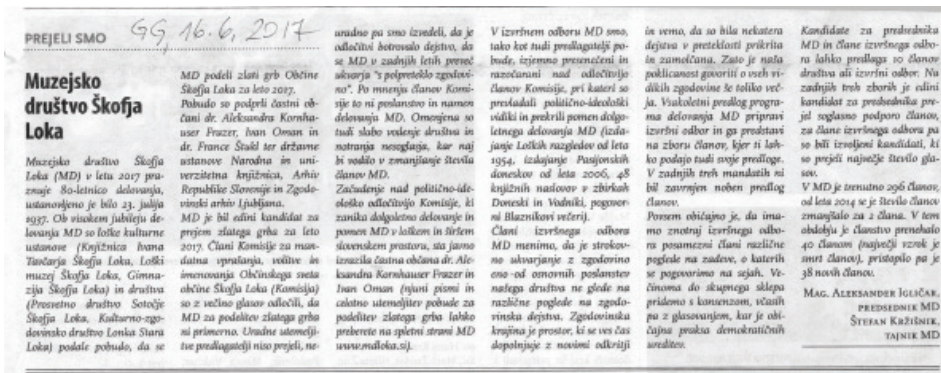 PREJELI SMO
GG, 16.6.2017
Muzejsko
društvo Škofja
Loka
Muzejsko društvo Škofja
Loka (MD) v letu 2017 pra-
znuje 80-letnico delovanja,
ustanovljeno je bilo 23. julija
1937. Ob visokem jubileju de-
lovanja MD so loške kulturne
ustanove (Knjižnica Ivana
Tavčarja Škofja Loka, Loški
muzej Škofja Loka, Gimna-
zija Škofja Loka) in društva
(Prosvetno društvo Sotočje
Škofja Loka, Kulturno-zgo-
dovinsko društvo Lonka Stara
Loka) podale pobudo, da se
MD podeli zlati grb Občine
Škofja Loka za leto 2017.
Pobudo so podprli častni ob-
čani dr. Aleksandra Kornha-
user Frazer, Ivan Oman in
dr. France Štukl ter državne
ustanove Narodna in uni-
verzitetna knjižnica, Arhiv
Republike Slovenije in Zgodo-
vinski arhiv Ljubljana.
MD je bil edini kandidat za
prejem zlatega grba za leto
2017. Člani Komisije za man-
datna vprašanja, volitve in
imenovanja Občinskega sveta
občine Škofja Loka (Komisija)
so z večino glasov odločili, da
MD za podelitev zlatega grba
ni primerno. Uradne utemelji-
tve predlagatelji niso prejeli, ne-
uradno pa smo izvedeli, da je
odločitvi botrovalo dejstvo, da
se MD v zadnjih letih preveč
ukvarja "s polpreteklo zgodovi-
no". Po mnenju članov Komi-
sije to ni poslanstvo in namen
delovanja MD. Omenjena so
tudi slabo vodenje društva in
notranja nesoglasja, kar naj
bi vodilo v zmanjšanje števila
članov MD.
Začudenje nad politično-ide-
ološko odločitvijo Komisije, ki
zanika dolgoletno delovanje in
pomen MD v loškem in širšem
slovenskem prostoru, sta javno
izrazila častna občana dr. Ale-
ksandra Kornhauser Frazer in
Ivan Oman (njuni pismi in
celotno utemeljitev pobude za
podelitev zlatega grba lahko
preberete na spletni strani MD
www.mdloka.si).
V izvršnem odboru MD smo,
tako kot tudi predlagatelji po-
bude, izjemno presenečeni in
razočarani nad odločitvijo
članov Komisije, pri kateri so
prevladali politično-ideološki
vidiki in prekrili pomen dolgo-
letnega delovanja MD (izda-
janje Loških razgledov od leta
1954, izdajanje Pasijonskih
doneskov od leta 2006, 48
knjižnih naslovov v zbirkah
Doneski in Vodniki, pogovor-
ni Blaznikovi večeri).
Člani izvršnega odbora
MD menimo, da je strokov-
no ukvarjanje z zgodovino
eno od osnovnih poslanstev
našega društva ne glede na
različne poglede na zgodo-
vinska dejstva. Zgodovinska
krajina je prostor, ki se ves čas
dopolnjuje z novimi odkritji
in vemo, da so bila nekatera
dejstva v preteklosti prikrita
in zamolčana. Zato je naša
poklicanost govoriti o vseh vi-
dikih zgodovine še toliko več-
ja. Vsakoletni predlog progra-
ma delovanja MD pripravi
izvršni odbor in ga predstavi
na zboru članov, kjer ti lah-
ko podajo tudi svoje predloge.
V zadnjih treh mandatih ni
bil zavrnjen noben predlog
članov.
Povsem običajno je, da ima-
mo znotraj izvršnega odbo-
ra posamezni člani različne
poglede na zadeve, o katerih
se pogovorimo na sejah. Ve-
činoma do skupnega sklepa
pridemo s konsenzom, včasih
pa z glasovanjem, kar je obi-
čajna praksa demokratičnih
ureditev.
Kandidate za predsednika
MD in člane izvršnega odbo-
ra lahko predlaga 10 članov
društva ali izvršni odbor. Na
zadnjih treh zborih je edini
kandidat za predsednika pre-
jel soglasno podporo članov,
za člane izvršnega odbora pa
so bili izvoljeni kandidati, ki
so prejeli največje število gla-
sov.
V MD je trenutno 296 članov,
od leta 2014 se je število članov
zmanjšalo za 2 člana. V tem
obdobju je članstvo prenehalo
40 članom (največji vzrok je
smrt članov), pristopilo pa je
38 novih članov.
MAG. ALEKSANDER IGLIČAR,
PREDSEDNIK MD
ŠTEFAN KRŽIŠNIK,
TAJNIK MD